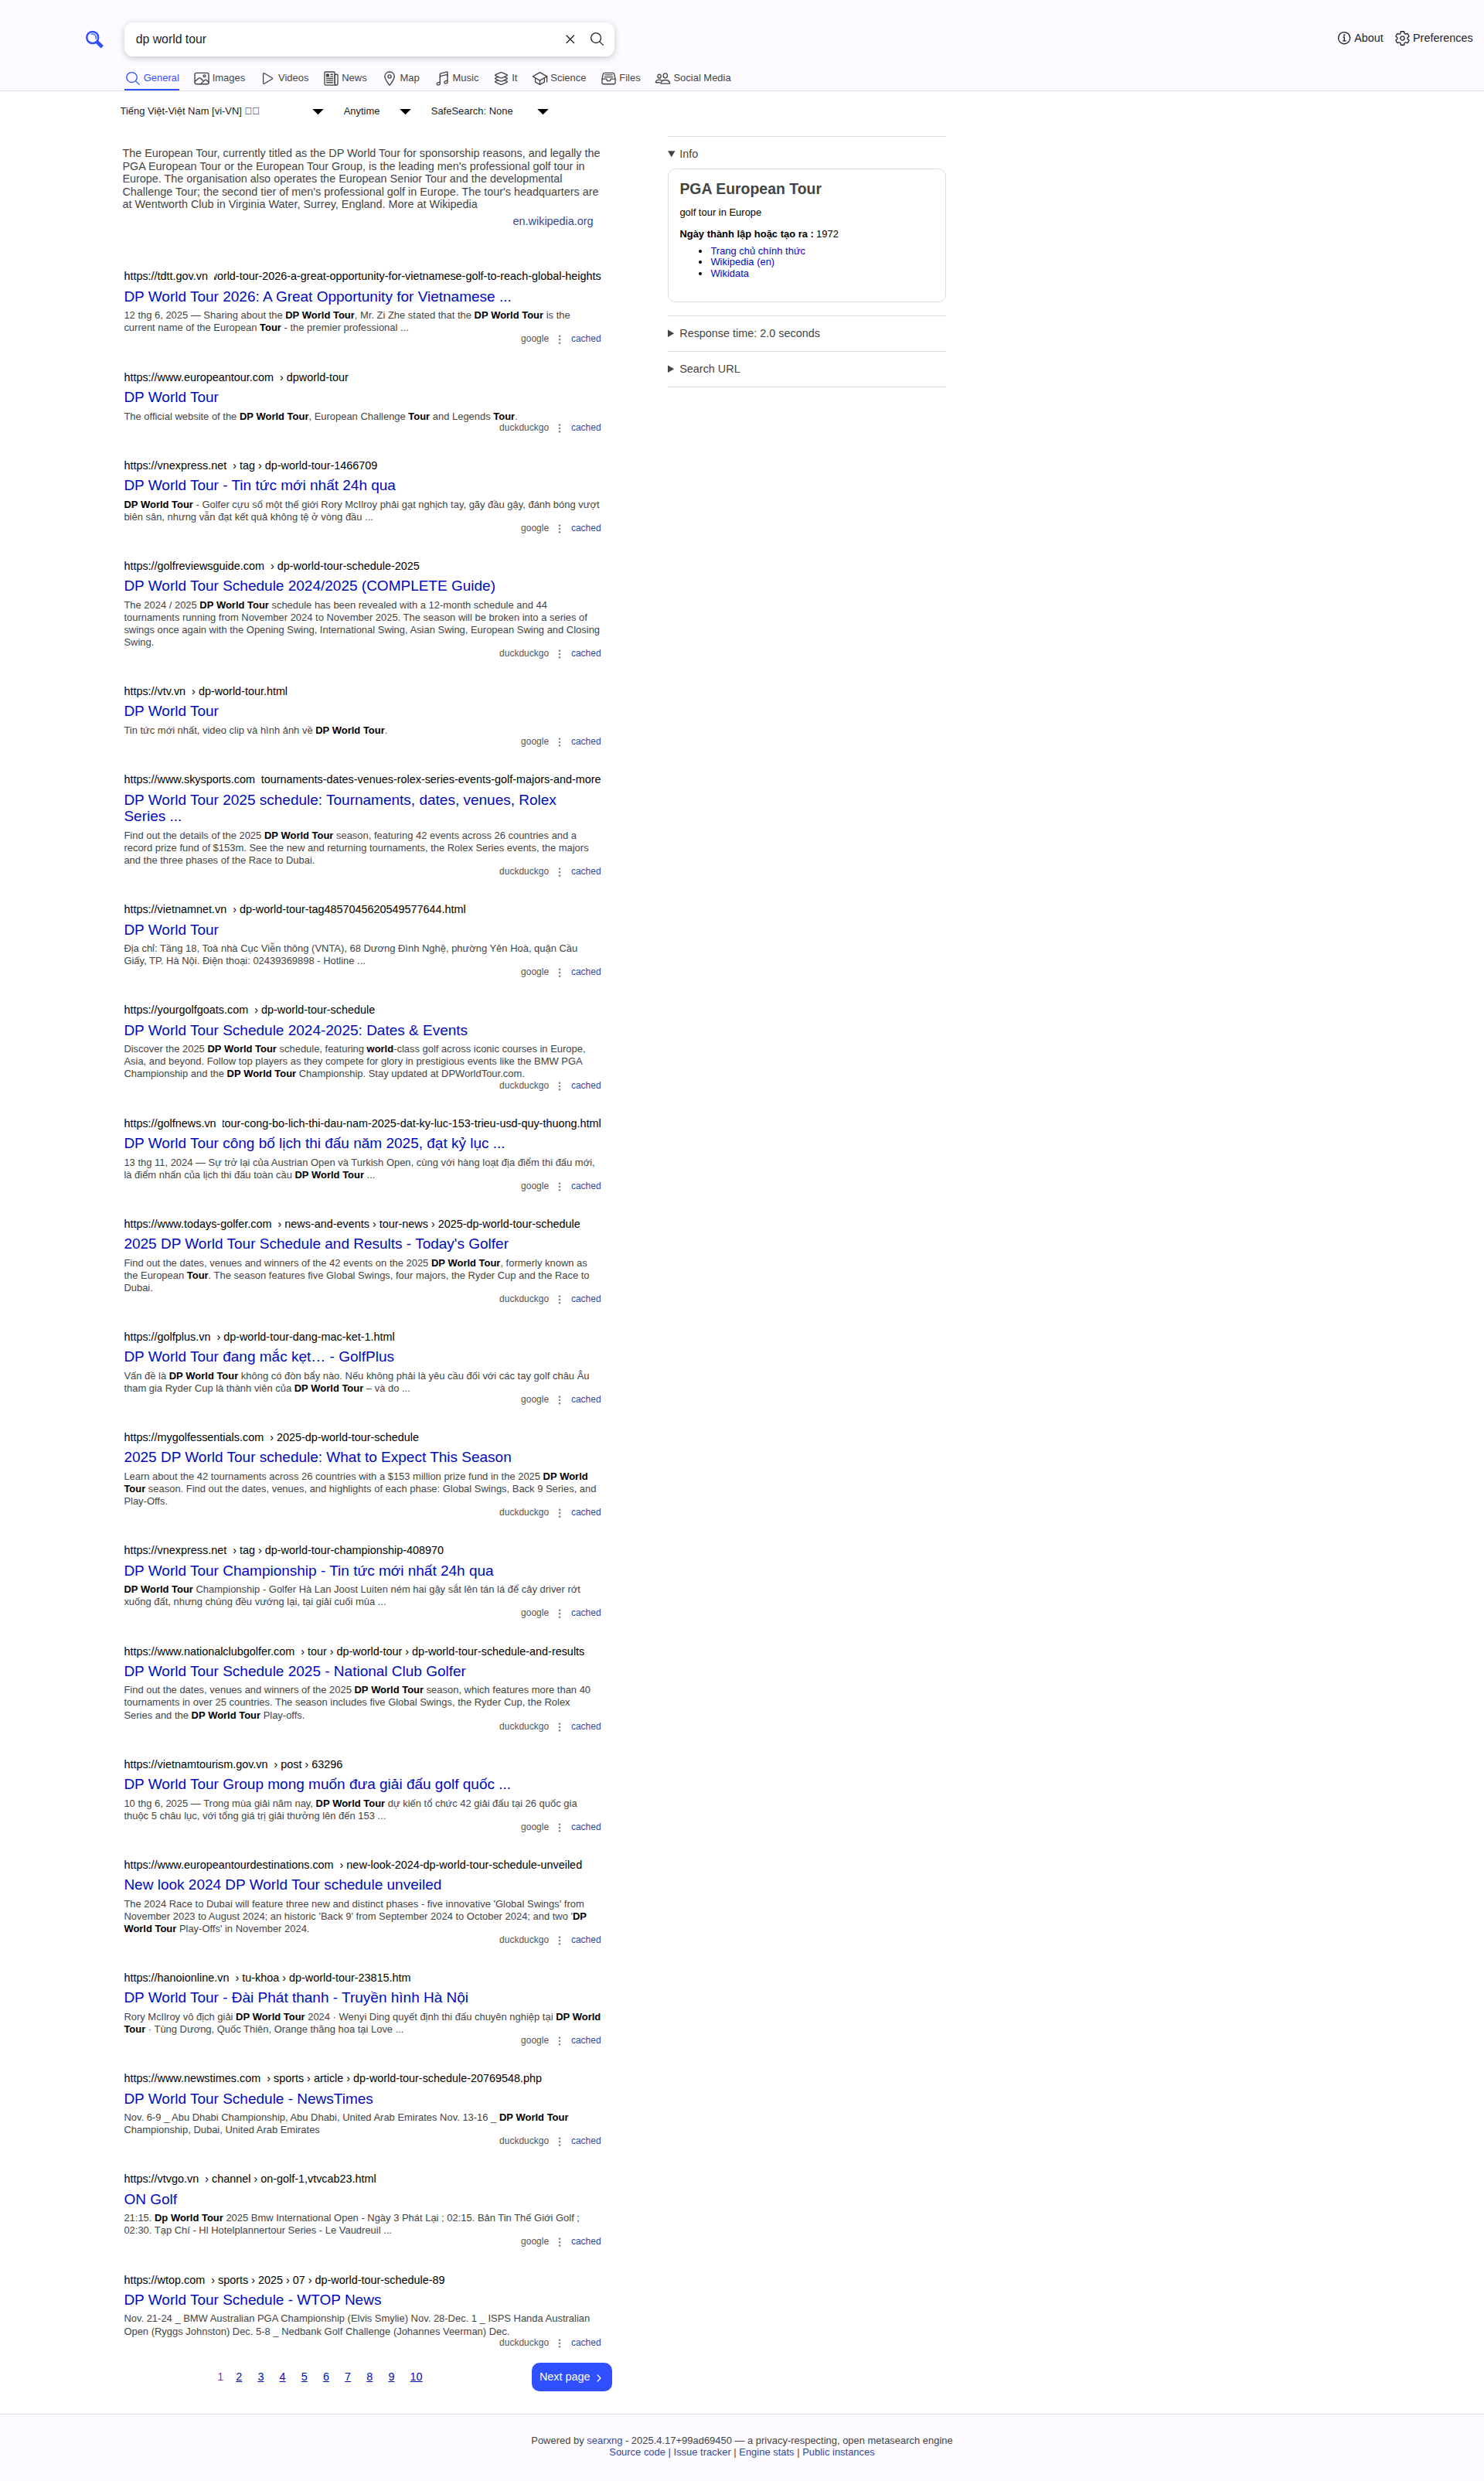 dp world tour
About
Preferences
General
Images
Videos
News
Map
Music
It
Science
Files
Social Media
Tiếng Việt-Việt Nam [vi-VN]
Anytime
SafeSearch: None
The European Tour, currently titled as the DP World Tour for sponsorship reasons, and legally the
PGA European Tour or the European Tour Group, is the leading men's professional golf tour in
Europe. The organisation also operates the European Senior Tour and the developmental
Challenge Tour; the second tier of men's professional golf in Europe. The tour's headquarters are
at Wentworth Club in Virginia Water, Surrey, England. More at Wikipedia
en.wikipedia.org
Info
PGA European Tour
golf tour in Europe
Ngày thành lập hoặc tạo ra : 1972
Trang chủ chính thức
Wikipedia (en)
Wikidata
Response time: 2.0 seconds
Search URL
https://tdtt.gov.vn vorld-tour-2026-a-great-opportunity-for-vietnamese-golf-to-reach-global-heights
DP World Tour 2026: A Great Opportunity for Vietnamese ...
12 thg 6, 2025 — Sharing about the DP World Tour, Mr. Zi Zhe stated that the DP World Tour is the
current name of the European Tour - the premier professional ...
google cached
https://www.europeantour.com › dpworld-tour
DP World Tour
The official website of the DP World Tour, European Challenge Tour and Legends Tour.
duckduckgo cached
https://vnexpress.net › tag › dp-world-tour-1466709
DP World Tour - Tin tức mới nhất 24h qua
DP World Tour - Golfer cựu số một thế giới Rory McIlroy phải gạt nghịch tay, gãy đầu gậy, đánh bóng vượt
biên sân, nhưng vẫn đạt kết quả không tệ ở vòng đầu ...
google cached
https://golfreviewsguide.com › dp-world-tour-schedule-2025
DP World Tour Schedule 2024/2025 (COMPLETE Guide)
The 2024 / 2025 DP World Tour schedule has been revealed with a 12-month schedule and 44
tournaments running from November 2024 to November 2025. The season will be broken into a series of
swings once again with the Opening Swing, International Swing, Asian Swing, European Swing and Closing
Swing.
duckduckgo cached
https://vtv.vn › dp-world-tour.html
DP World Tour
Tin tức mới nhất, video clip và hình ảnh về DP World Tour.
google cached
https://www.skysports.com tournaments-dates-venues-rolex-series-events-golf-majors-and-more
DP World Tour 2025 schedule: Tournaments, dates, venues, Rolex
Series ...
Find out the details of the 2025 DP World Tour season, featuring 42 events across 26 countries and a
record prize fund of $153m. See the new and returning tournaments, the Rolex Series events, the majors
and the three phases of the Race to Dubai.
duckduckgo cached
https://vietnamnet.vn › dp-world-tour-tag4857045620549577644.html
DP World Tour
Địa chỉ: Tầng 18, Toà nhà Cục Viễn thông (VNTA), 68 Dương Đình Nghệ, phường Yên Hoà, quận Cầu
Giấy, TP. Hà Nội. Điện thoại: 02439369898 - Hotline ...
google cached
https://yourgolfgoats.com › dp-world-tour-schedule
DP World Tour Schedule 2024-2025: Dates & Events
Discover the 2025 DP World Tour schedule, featuring world-class golf across iconic courses in Europe,
Asia, and beyond. Follow top players as they compete for glory in prestigious events like the BMW PGA
Championship and the DP World Tour Championship. Stay updated at DPWorldTour.com.
duckduckgo cached
https://golfnews.vn tour-cong-bo-lich-thi-dau-nam-2025-dat-ky-luc-153-trieu-usd-quy-thuong.html
DP World Tour công bố lịch thi đấu năm 2025, đạt kỷ lục ...
13 thg 11, 2024 — Sự trở lại của Austrian Open và Turkish Open, cùng với hàng loạt địa điểm thi đấu mới,
là điểm nhấn của lịch thi đấu toàn cầu DP World Tour ...
google cached
https://www.todays-golfer.com › news-and-events › tour-news › 2025-dp-world-tour-schedule
2025 DP World Tour Schedule and Results - Today's Golfer
Find out the dates, venues and winners of the 42 events on the 2025 DP World Tour, formerly known as
the European Tour. The season features five Global Swings, four majors, the Ryder Cup and the Race to
Dubai.
duckduckgo cached
https://golfplus.vn › dp-world-tour-dang-mac-ket-1.html
DP World Tour đang mắc kẹt… - GolfPlus
Vấn đề là DP World Tour không có đòn bẩy nào. Nếu không phải là yêu cầu đối với các tay golf châu Âu
tham gia Ryder Cup là thành viên của DP World Tour – và do ...
google cached
https://mygolfessentials.com › 2025-dp-world-tour-schedule
2025 DP World Tour schedule: What to Expect This Season
Learn about the 42 tournaments across 26 countries with a $153 million prize fund in the 2025 DP World
Tour season. Find out the dates, venues, and highlights of each phase: Global Swings, Back 9 Series, and
Play-Offs.
duckduckgo cached
https://vnexpress.net › tag › dp-world-tour-championship-408970
DP World Tour Championship - Tin tức mới nhất 24h qua
DP World Tour Championship - Golfer Hà Lan Joost Luiten ném hai gậy sắt lên tán lá để cây driver rớt
xuống đất, nhưng chúng đều vướng lại, tại giải cuối mùa ...
google cached
https://www.nationalclubgolfer.com › tour › dp-world-tour › dp-world-tour-schedule-and-results
DP World Tour Schedule 2025 - National Club Golfer
Find out the dates, venues and winners of the 2025 DP World Tour season, which features more than 40
tournaments in over 25 countries. The season includes five Global Swings, the Ryder Cup, the Rolex
Series and the DP World Tour Play-offs.
duckduckgo cached
https://vietnamtourism.gov.vn › post › 63296
DP World Tour Group mong muốn đưa giải đấu golf quốc ...
10 thg 6, 2025 — Trong mùa giải năm nay, DP World Tour dự kiến tổ chức 42 giải đấu tại 26 quốc gia
thuộc 5 châu lục, với tổng giá trị giải thưởng lên đến 153 ...
google cached
https://www.europeantourdestinations.com › new-look-2024-dp-world-tour-schedule-unveiled
New look 2024 DP World Tour schedule unveiled
The 2024 Race to Dubai will feature three new and distinct phases - five innovative 'Global Swings' from
November 2023 to August 2024; an historic 'Back 9' from September 2024 to October 2024; and two 'DP
World Tour Play-Offs' in November 2024.
duckduckgo cached
https://hanoionline.vn › tu-khoa › dp-world-tour-23815.htm
DP World Tour - Đài Phát thanh - Truyền hình Hà Nội
Rory McIlroy vô địch giải DP World Tour 2024 · Wenyi Ding quyết định thi đấu chuyên nghiệp tại DP World
Tour · Tùng Dương, Quốc Thiên, Orange thăng hoa tại Love ...
google cached
https://www.newstimes.com › sports › article › dp-world-tour-schedule-20769548.php
DP World Tour Schedule - NewsTimes
Nov. 6-9 _ Abu Dhabi Championship, Abu Dhabi, United Arab Emirates Nov. 13-16 _ DP World Tour
Championship, Dubai, United Arab Emirates
duckduckgo cached
https://vtvgo.vn › channel › on-golf-1,vtvcab23.html
ON Golf
21:15. Dp World Tour 2025 Bmw International Open - Ngày 3 Phát Lại ; 02:15. Bản Tin Thế Giới Golf ;
02:30. Tạp Chí - Hl Hotelplannertour Series - Le Vaudreuil ...
google cached
https://wtop.com › sports › 2025 › 07 › dp-world-tour-schedule-89
DP World Tour Schedule - WTOP News
Nov. 21-24 _ BMW Australian PGA Championship (Elvis Smylie) Nov. 28-Dec. 1 _ ISPS Handa Australian
Open (Ryggs Johnston) Dec. 5-8 _ Nedbank Golf Challenge (Johannes Veerman) Dec.
duckduckgo cached
1 2 3 4 5 6 7 8 9 10
Next page
Powered by searxng - 2025.4.17+99ad69450 — a privacy-respecting, open metasearch engine
Source code | Issue tracker | Engine stats | Public instances